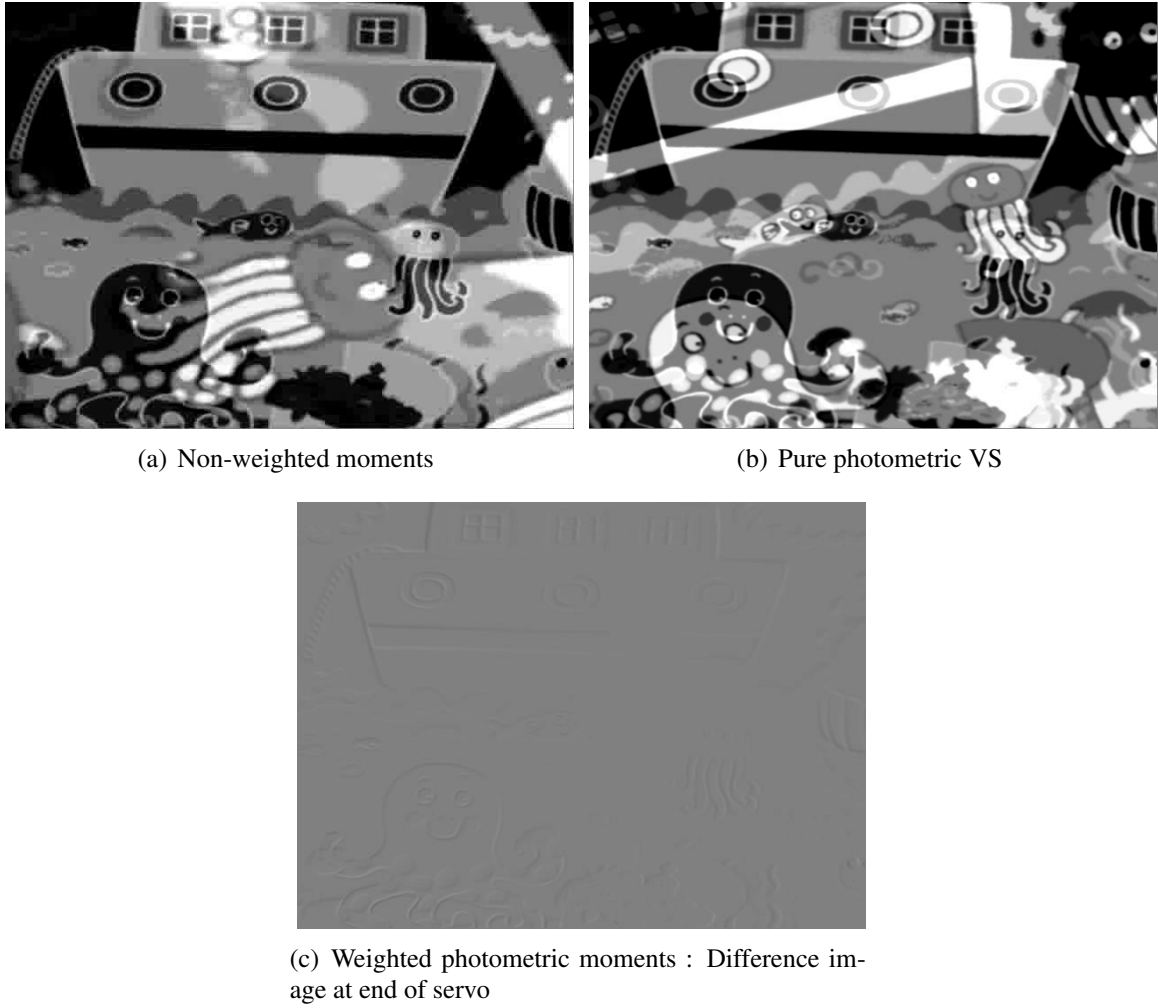 (a) Non-weighted moments
(b) Pure photometric VS
(c) Weighted photometric moments : Difference im-
age at end of servo